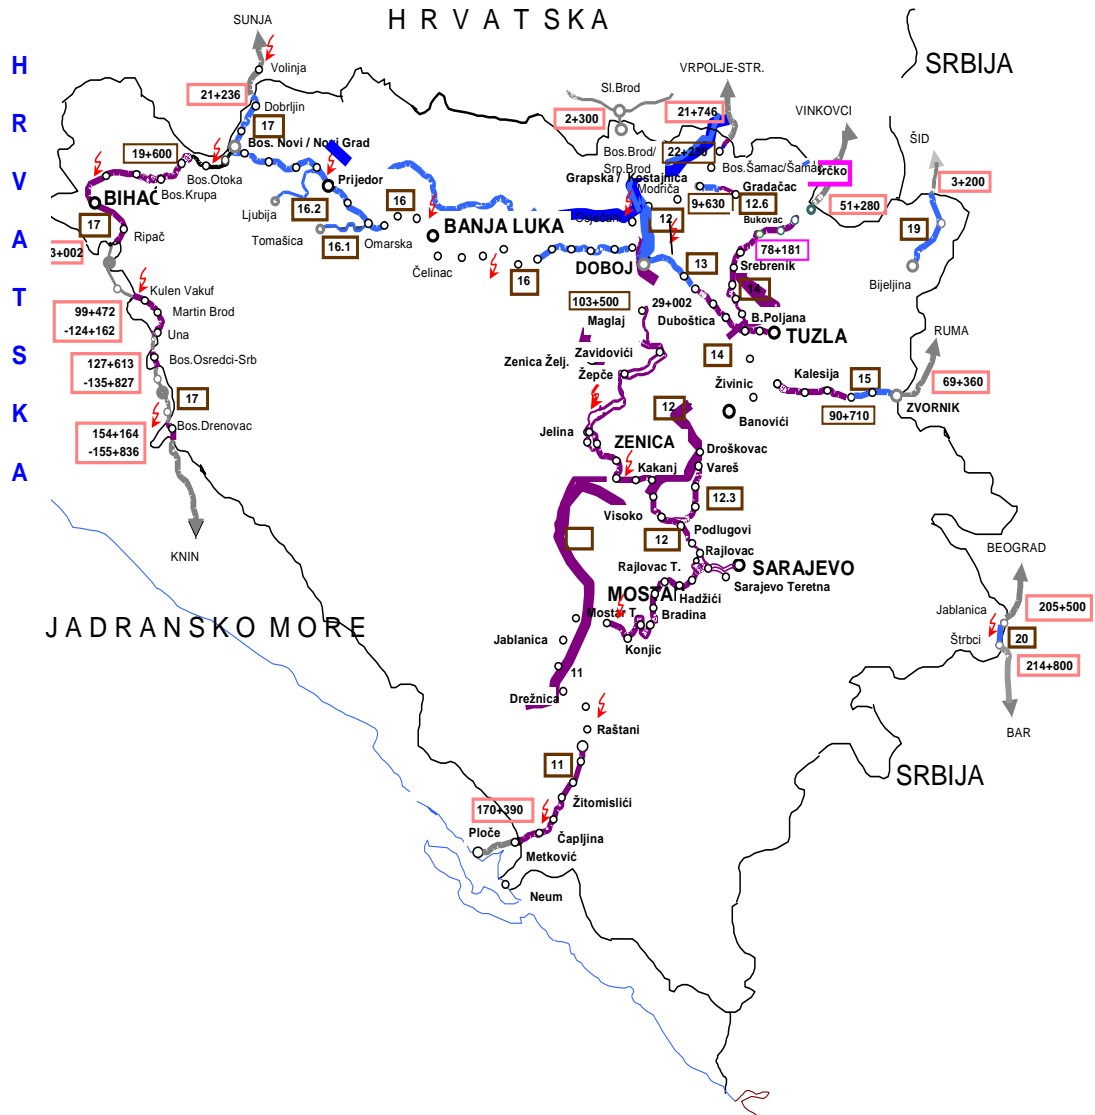 H R V A T S K A
SUNJA
Volinja
SRBIJA
VRPOLJE-STR.
Sl.Brod
21+236
2+300
21+746
VINKOVCI
Dobrljin
17
ŠID
Bos. Novi / Novi Grad
19+600
Bos.Otoka
Bos.Krupa
Bos.Brod/
Srp.Brod
22+230
Bos.Šamac/Šamac
3+200
Prijedor
Grapska / Kostajnica
Modriča
Gradačac
H
R
V
A
T
S
K
A
BIHAĆ
Ljubija
16.2
16
9+630
12.6
51+280
17
Tomašica
16.1
Omarska
BANJA LUKA
12
Bukovac
19
Ripač
3+002
Čelinac
16
DOBOJ
13
78+181
Srebrenik
14
Bijeljina
Kulen Vakuf
99+472
-124+162
Martin Brod
Una
103+500
29+002
Maglaj
Duboštica
B.Poljana
TUZLA
RUMA
127+613
-135+827
Bos.Osredci-Srb
Zenica Želj.
Zavidovići
Žepče
14
Živinic
Kalesija
15
69+360
17
90+710
ZVORNIK
154+164
-155+836
Bos.Drenovac
12
Banovići
Jelina
ZENICA
Droškovac
Kakanj
Vareš
12.3
Visoko
12
Podlugovi
KNIN
Rajlovac
Rajlovac T.
SARAJEVO
Sarajevo Teretna
BEOGRAD
Hadžići
Mostar T.
Bradina
Konjic
JADRANSKO MORE
Jablanica
Jablanica
205+500
Štrbci
20
214+800
11
Drežnica
Raštani
BAR
11
SRBIJA
Žitomislići
170+390
Ploče
Čapljina
Metković
Neum